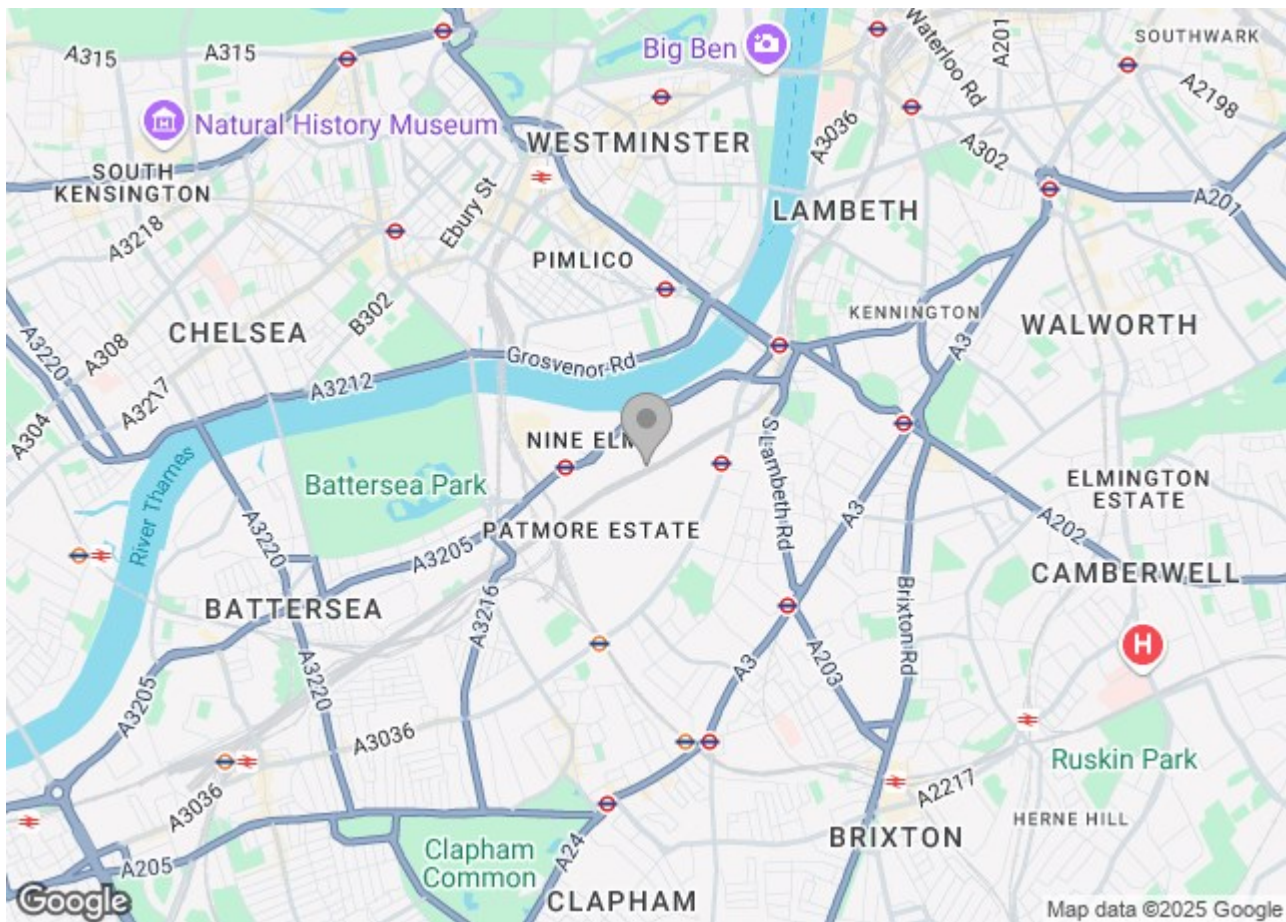 A315
A315
Big Ben
Waterloo Rd
A201
SOUTHWARK
A2198
Natural History Museum
WESTMINSTER
A3036
A302
SOUTH
KENSINGTON
A3218
Ebury St
LAMBETH
A201
PIMLICO
B302
A3220
A308
CHELSEA
KENNINGTON
WALWORTH
A3217
A304
Grosvenor Rd
A3212
A3
NINE ELM
S Lambeth Rd
Battersea Park
ELMINGTON
ESTATE
River Thames
A3220
PATMORE ESTATE
A3
A202
A3205
CAMBERWELL
BATTERSEA
A3216
Brixton Rd
H
A3220
A3
A203
A3205
A3036
Ruskin Park
A3036
A2217
HERNE HILL
BRIXTON
A205
Clapham
Common
A24
CLAPHAM
Google
Map data ©2025 Google